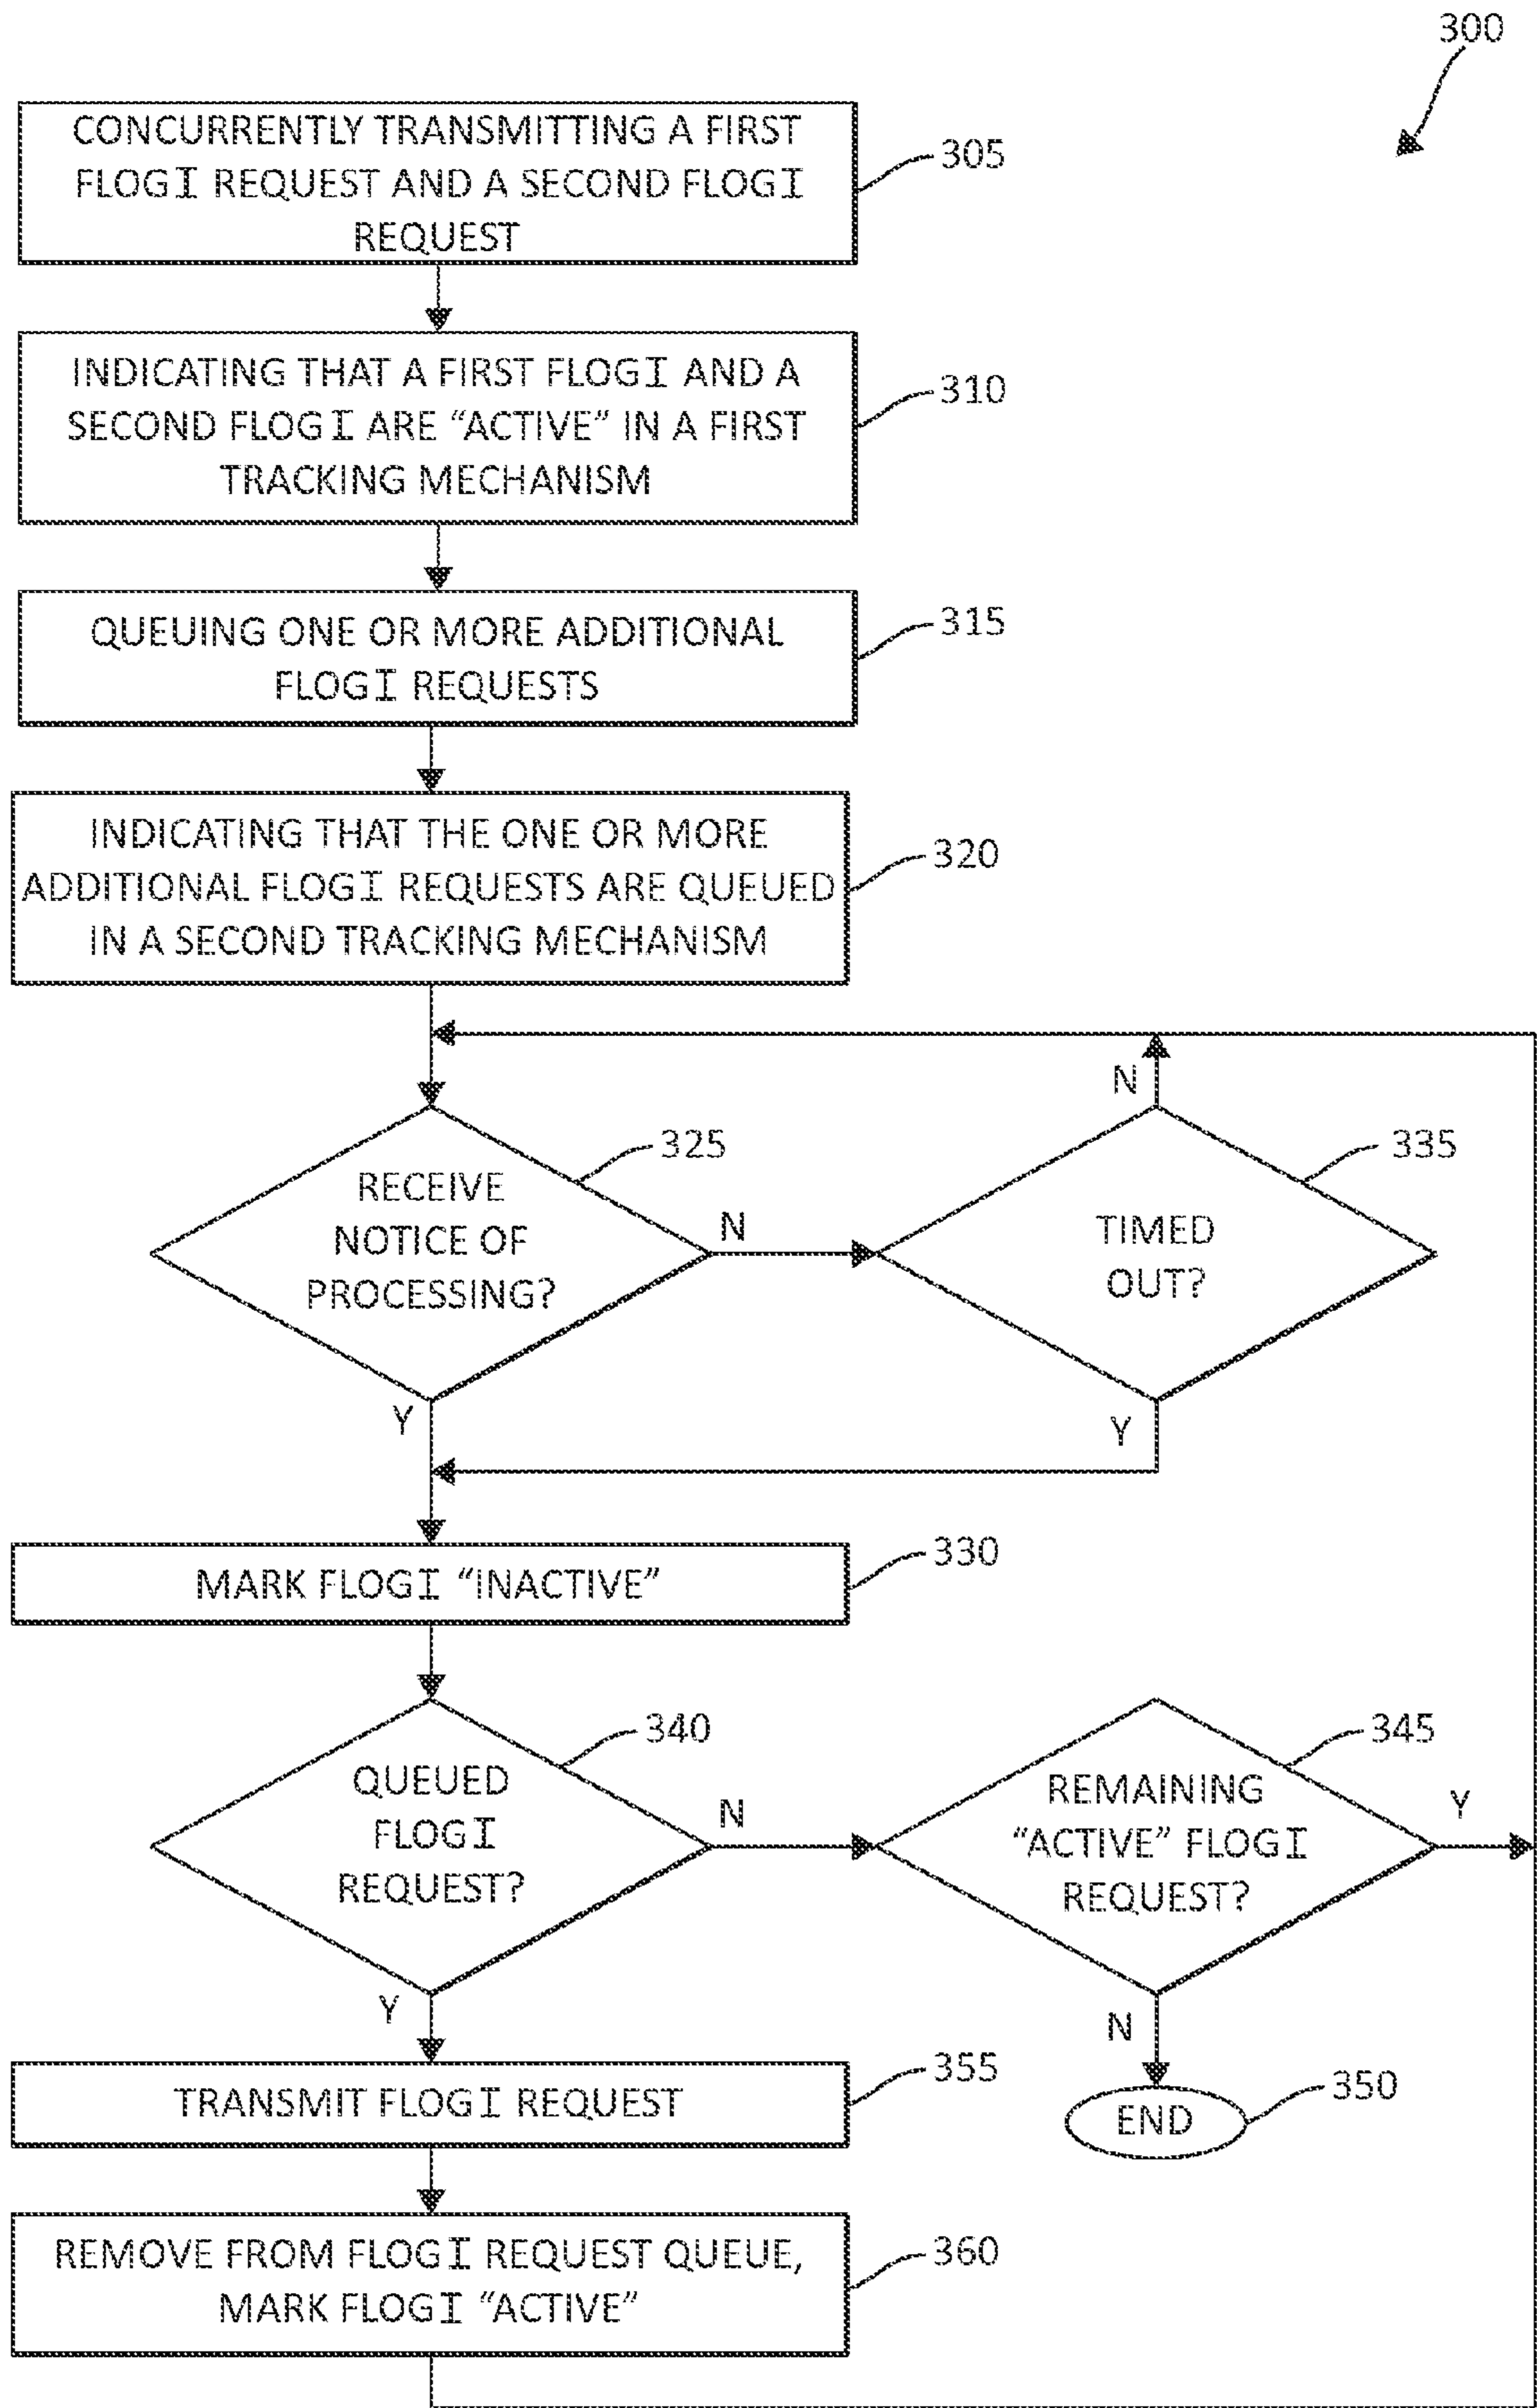 300
CONCURRENTLY TRANSMITTING A FIRST
FLOGI REQUEST AND A SECOND FLOGI
REQUEST
305
INDICATING THAT A FIRST FLOGI AND A
SECOND FLOGI ARE “ACTIVE” IN A FIRST
TRACKING MECHANISM
310
QUEUING ONE OR MORE ADDITIONAL
FLOGI REQUESTS
315
INDICATING THAT THE ONE OR MORE
ADDITIONAL FLOGI REQUESTS ARE QUEUED
IN A SECOND TRACKING MECHANISM
320
RECEIVE
NOTICE OF
PROCESSING?
325
N
Y
TIMED
OUT?
335
N
Y
MARK FLOGI “INACTIVE”
330
QUEUED
FLOGI
REQUEST?
340
N
Y
REMAINING
“ACTIVE” FLOGI
REQUEST?
345
Y
N
TRANSMIT FLOGI REQUEST
355
END
350
REMOVE FROM FLOGI REQUEST QUEUE,
MARK FLOGI “ACTIVE”
360